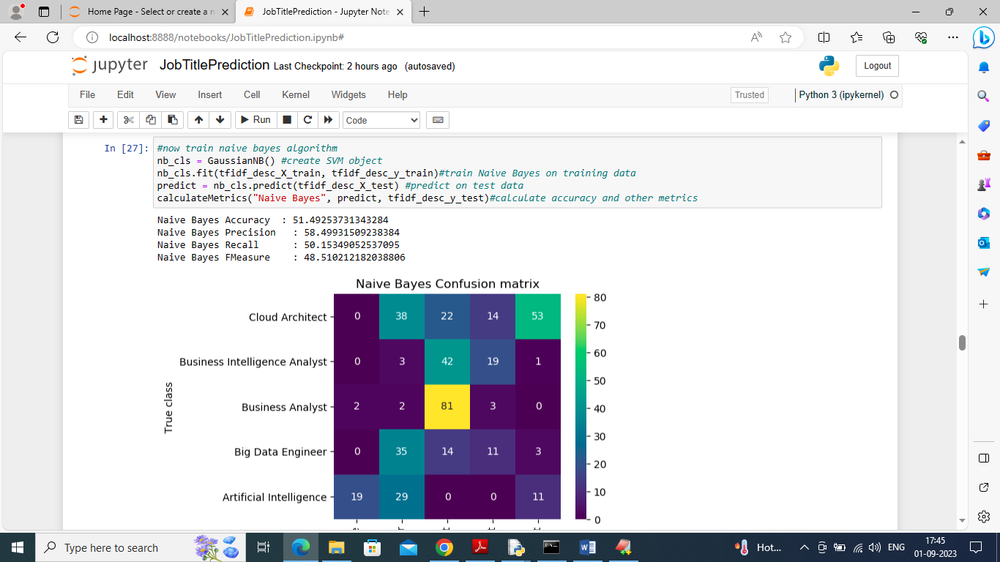 Home Page - Select or create a n
JobTitlePrediction - Jupyter Note
localhost:8888/notebooks/JobTitlePrediction.ipynb#
jupyter JobTitlePrediction Last Checkpoint: 2 hours ago (autosaved)
Logout
File Edit View Insert Cell Kernel Widgets Help
Trusted
Python 3 (ipykernel)
Run
Code
In [27]:
#now train naive bayes algorithm
nb_cls = GaussianNB() #create SVM object
nb_cls.fit(tfidf_desc_X_train, tfidf_desc_y_train)#train Naive Bayes on training data
predict = nb_cls.predict(tfidf_desc_X_test) #predict on test data
calculateMetrics("Naive Bayes", predict, tfidf_desc_y_test)#calculate accuracy and other metrics
Naive Bayes Accuracy  : 51.49253731343284
Naive Bayes Precision   : 58.49931509238384
Naive Bayes Recall      : 50.15349052537095
Naive Bayes FMeasure    : 48.510212182038806
Naive Bayes Confusion matrix
True class
Cloud Architect 0 38 22 14 53
Business Intelligence Analyst 0 3 42 19 1
Business Analyst 2 2 81 3 0
Big Data Engineer 0 35 14 11 3
Artificial Intelligence 19 29 0 0 11
80
70
60
50
40
30
20
10
0
Type here to search
Hot...
ENG
17:45
01-09-2023